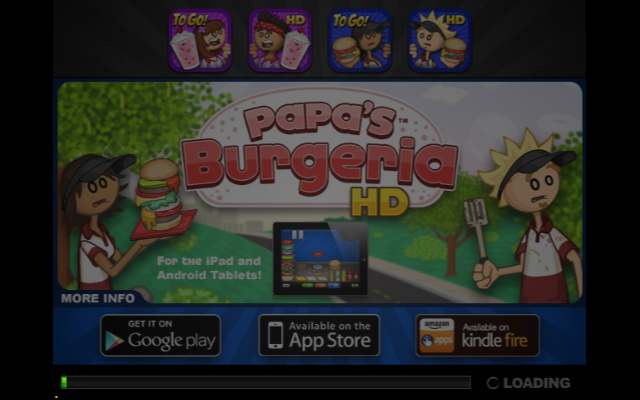 TO GO!
HD
TO GO!
HD
PAPA'S™
BURGERIA
HD
For the iPad and
Android Tablets!
MORE INFO
GET IT ON
Google play
Available on the
App Store
amazon
apps
Available on
kindle fire
LOADING